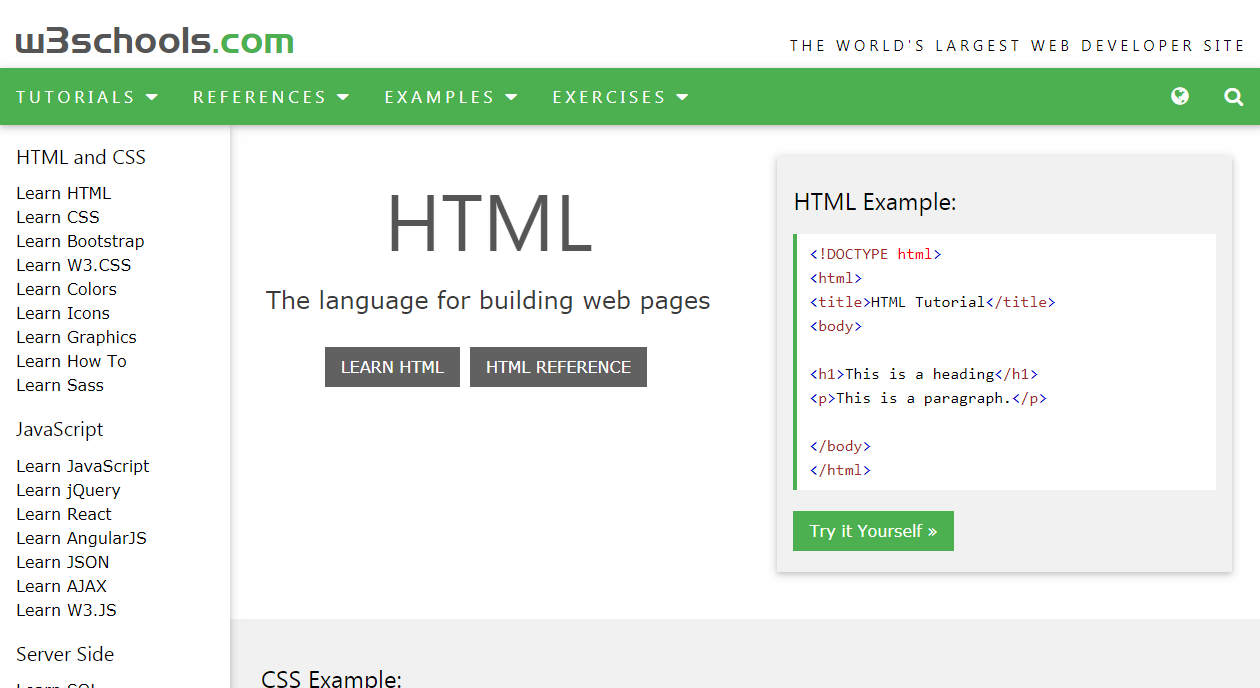 w3schools.com
THE WORLD'S LARGEST WEB DEVELOPER SITE
TUTORIALS REFERENCES EXAMPLES EXERCISES
HTML and CSS
Learn HTML
Learn CSS
Learn Bootstrap
Learn W3.CSS
Learn Colors
Learn Icons
Learn Graphics
Learn How To
Learn Sass
JavaScript
Learn JavaScript
Learn jQuery
Learn React
Learn AngularJS
Learn JSON
Learn AJAX
Learn W3.JS
Server Side
Learn SQL
HTML
The language for building web pages
LEARN HTML HTML REFERENCE
HTML Example:
<!DOCTYPE html>
<html>
<title>HTML Tutorial</title>
<body>
<h1>This is a heading</h1>
<p>This is a paragraph.</p>
</body>
</html>
Try it Yourself »
CSS Example: